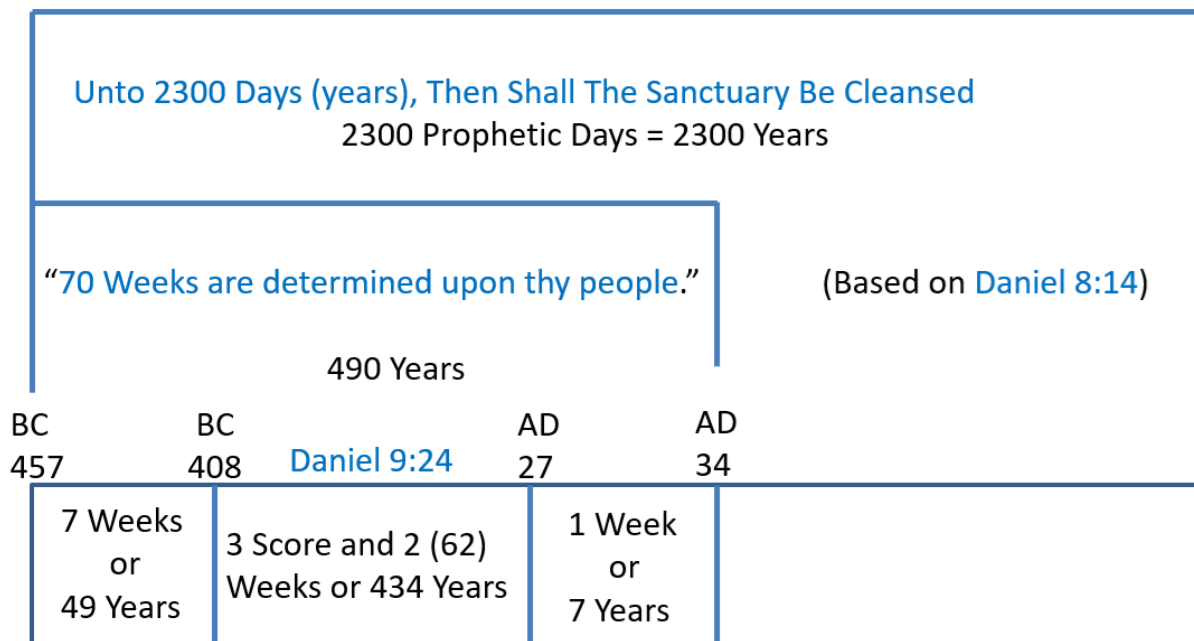 Unto 2300 Days (years), Then Shall The Sanctuary Be Cleansed
2300 Prophetic Days = 2300 Years
“70 Weeks are determined upon thy people.”
(Based on Daniel 8:14)
490 Years
BC
457
BC
408
Daniel 9:24
AD
27
AD
34
7 Weeks
or
49 Years
3 Score and 2 (62)
Weeks or 434 Years
1 Week
or
7 Years